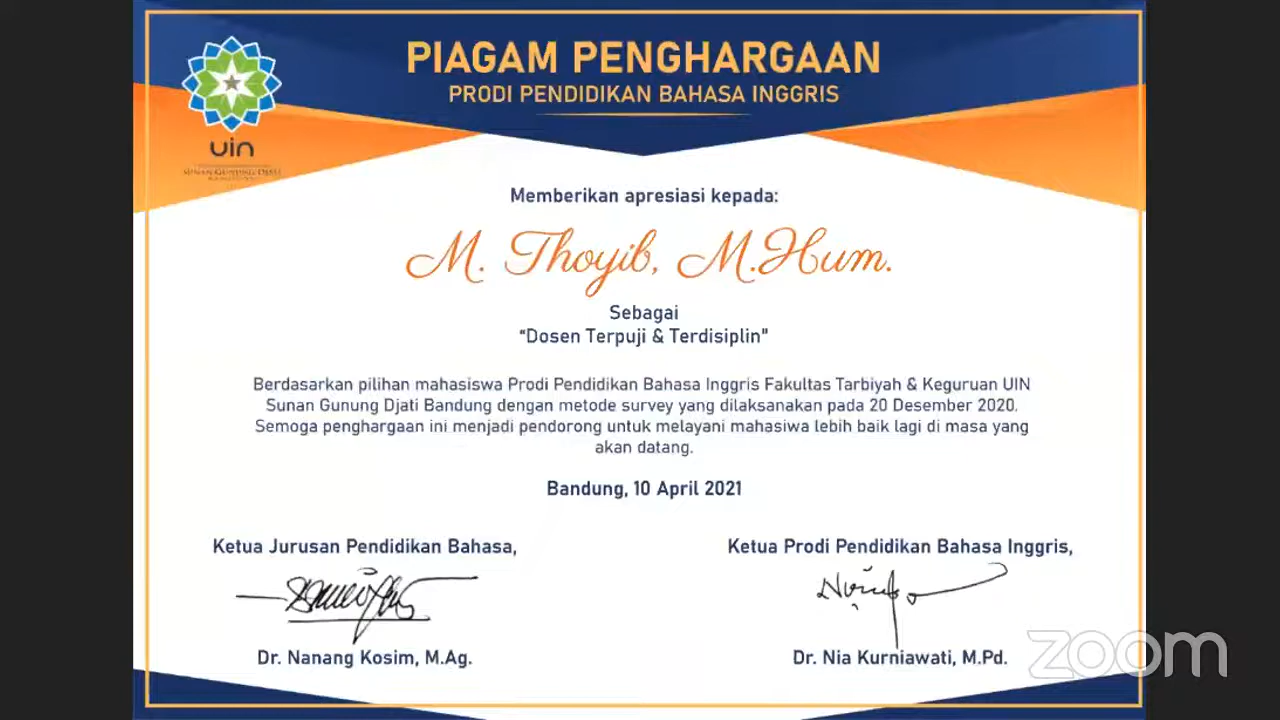 PIAGAM PENGHARGAAN
PRODI PENDIDIKAN BAHASA INGGRIS
uin
SUNAN GUNUNG DJATI
Memberikan apresiasi kepada:
M. Thoyib, M.Hum.
Sebagai
“Dosen Terpuji & Terdisiplin"
Berdasarkan pilihan mahasiswa Prodi Pendidikan Bahasa Inggris Fakultas Tarbiyah & Keguruan UIN
Sunan Gunung Djati Bandung dengan metode survey yang dilaksanakan pada 20 Desember 2020.
Semoga penghargaan ini menjadi pendorong untuk melayani mahasiwa lebih baik lagi di masa yang
akan datang.
Bandung, 10 April 2021
Ketua Jurusan Pendidikan Bahasa,
Dr. Nanang Kosim, M.Ag.
Ketua Prodi Pendidikan Bahasa Inggris,
Dr. Nia Kurniawati, M.Pd.
zoom